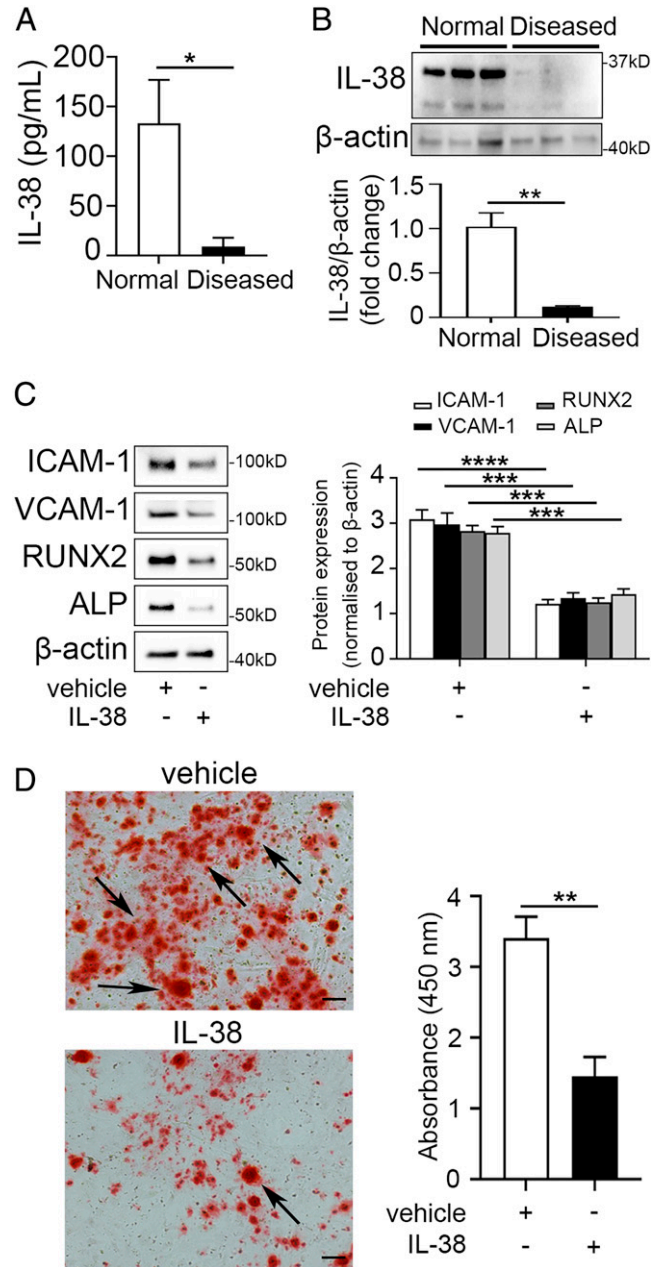 A
IL-38 (pg/mL)
200
150
100
50
0
*
Normal Diseased
B
Normal Diseased
IL-38
-37kD
β-actin
-40kD
IL-38/β-actin
(fold change)
1.5
1.0
0.5
0
**
Normal Diseased
C
ICAM-1
-100kD
VCAM-1
-100kD
RUNX2
-50kD
ALP
-50kD
β-actin
-40kD
vehicle + -
IL-38 - +
ICAM-1 RUNX2
VCAM-1 ALP
Protein expression
(normalised to β-actin)
4
3
2
1
0
****
***
***
***
vehicle + -
IL-38 - +
D
vehicle
IL-38
Absorbance (450 nm)
4
3
2
1
0
**
vehicle + -
IL-38 - +